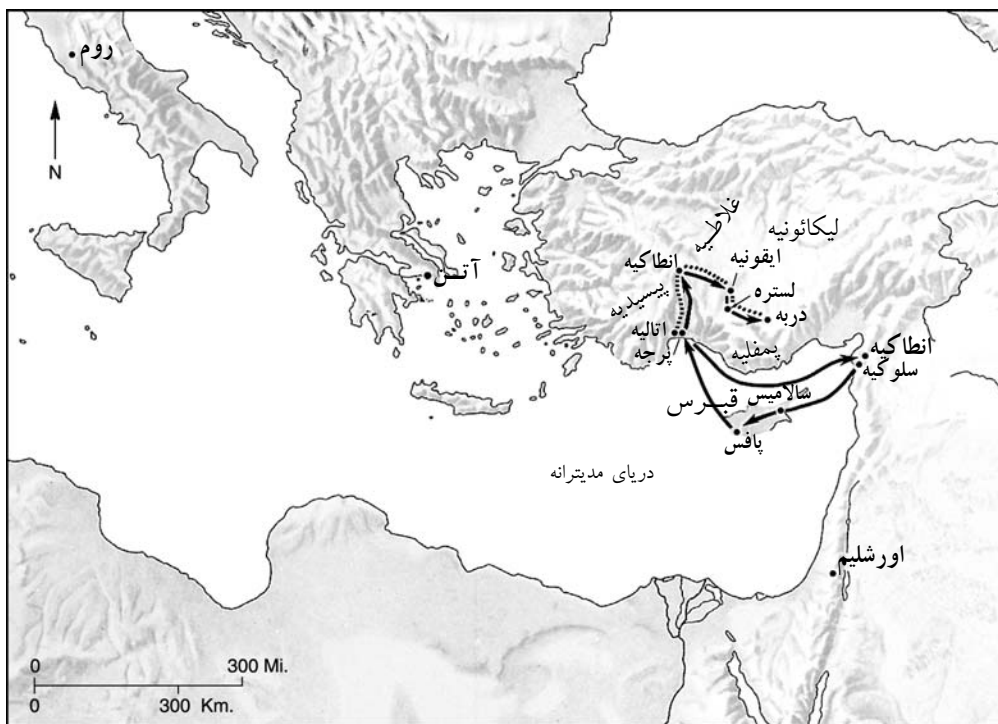 روم
N
غلاطیه
لیکائونیه
ایقونیه
انطاکیه
لستره
آتن
پیسیدیه
دربه
اتالیه
پرجه
پمفلیه
انطاکیه
سلوکیه
سالامیس
قبرس
پافس
دریای مدیترانه
اورشلیم
0 300 Mi.
0 300 Km.